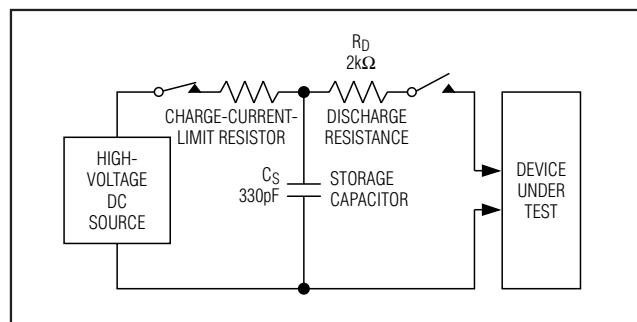 R_D
2kΩ
CHARGE-CURRENT-
LIMIT RESISTOR
DISCHARGE
RESISTANCE
HIGH-
VOLTAGE
DC
SOURCE
C_S
330pF
STORAGE
CAPACITOR
DEVICE
UNDER
TEST